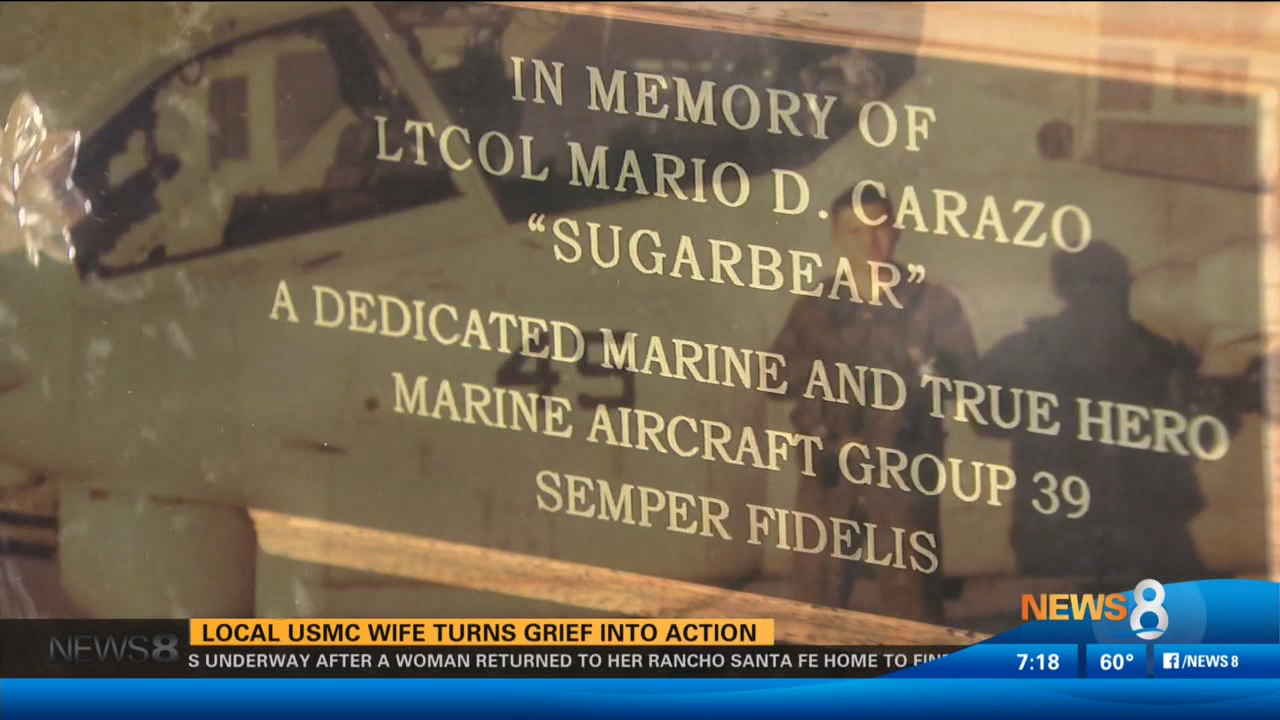 IN MEMORY OF
LTCOL MARIO D. CARAZO
“SUGARBEAR”
A DEDICATED MARINE AND TRUE HERO
MARINE AIRCRAFT GROUP 39
SEMPER FIDELIS
49
NEWS8
NEWS8
LOCAL USMC WIFE TURNS GRIEF INTO ACTION
S UNDERWAY AFTER A WOMAN RETURNED TO HER RANCHO SANTA FE HOME TO
7:18 60° f/NEWS 8